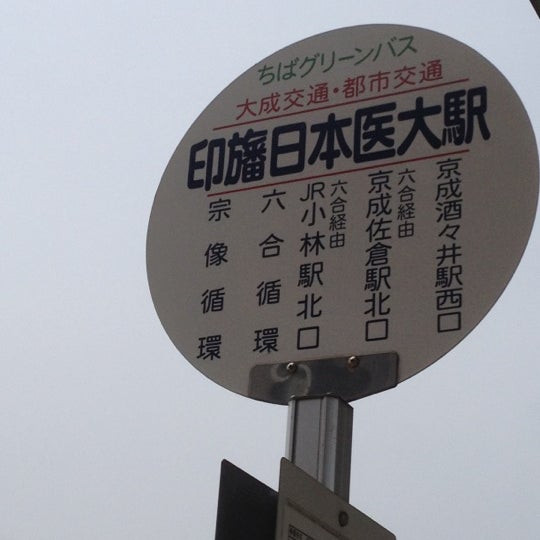 ちばグリーンバス
大成交通・都市交通
印旛日本医大駅
京成酒々井駅西口
六合経由
京成佐倉駅北口
六合経由
JR小林駅北口
六合循環
宗像循環